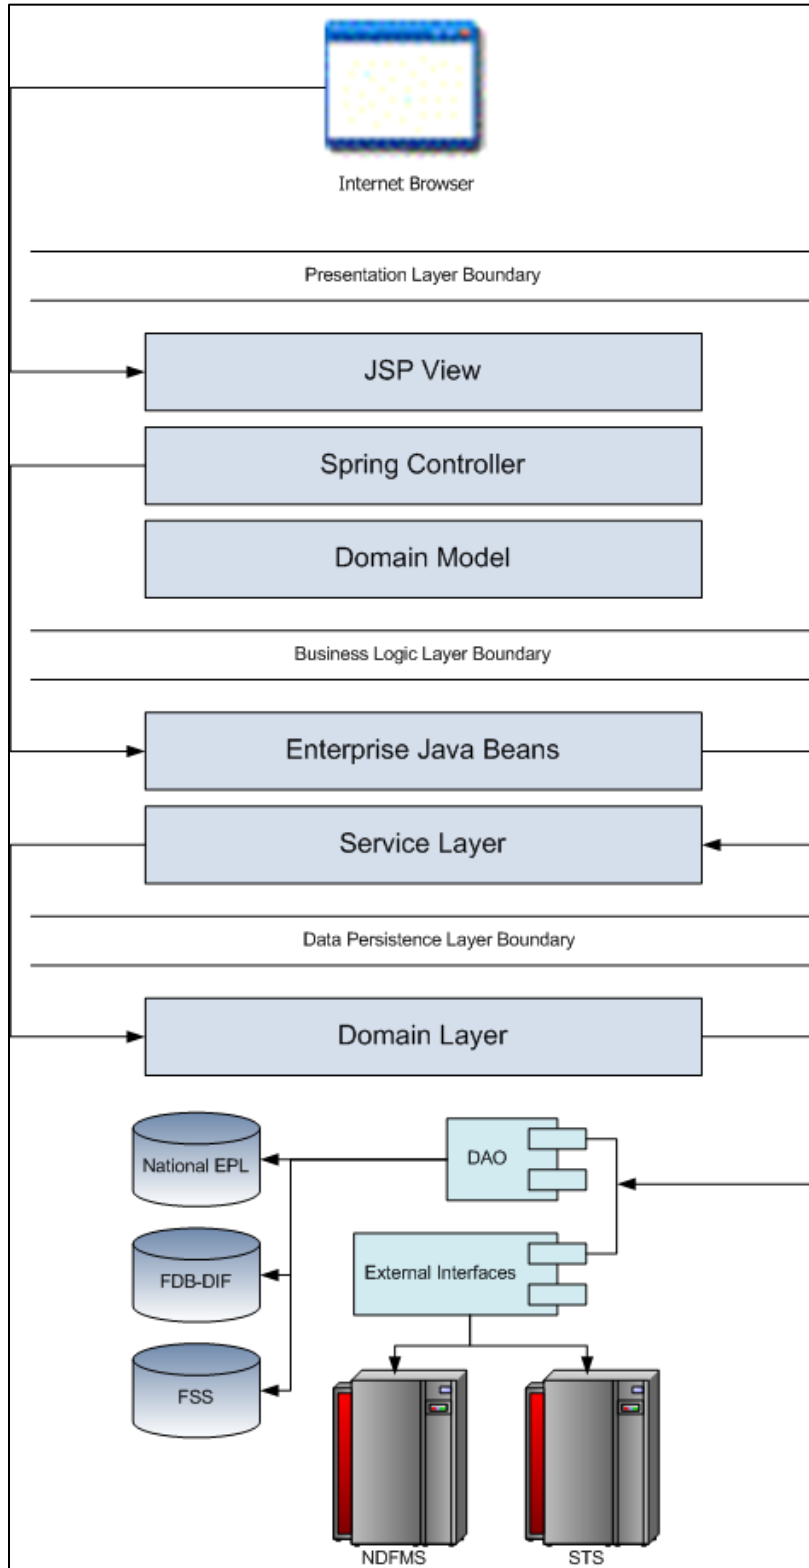 Internet Browser
Presentation Layer Boundary
JSP View
Spring Controller
Domain Model
Business Logic Layer Boundary
Enterprise Java Beans
Service Layer
Data Persistence Layer Boundary
Domain Layer
National EPL
DAO
FDB-DIF
External Interfaces
FSS
NDFMS
STS